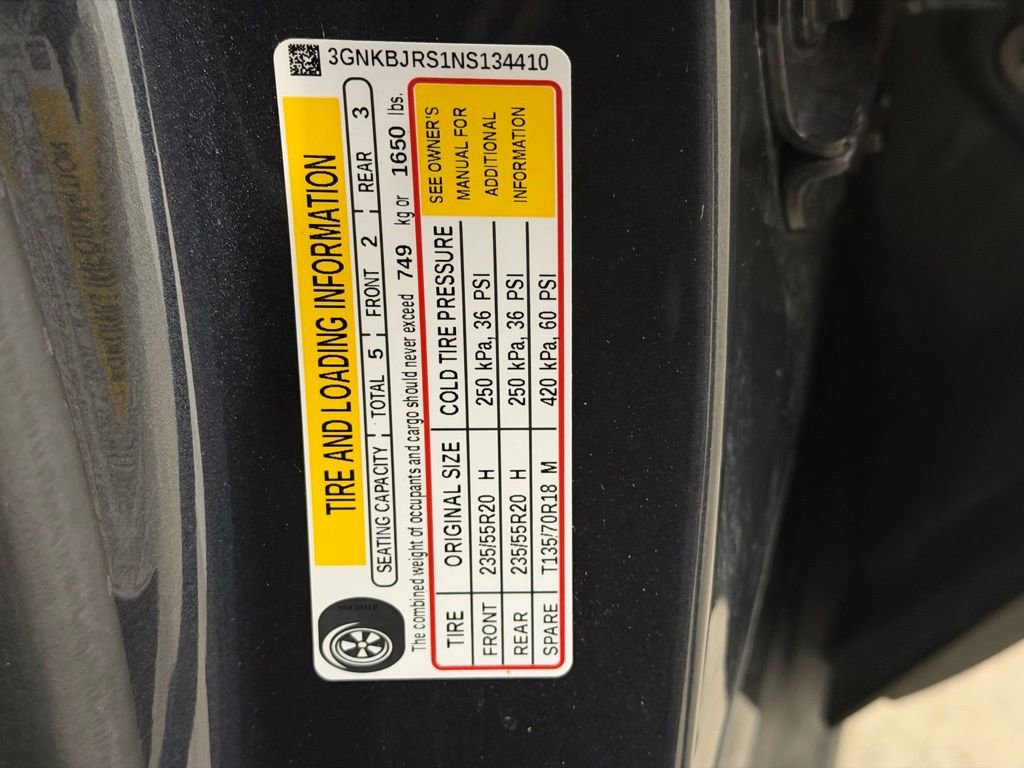 3GNKBJRS1NS134410
TIRE AND LOADING INFORMATION
SEATING CAPACITY TOTAL 5 FRONT 2 REAR 3
The combined weight of occupants and cargo should never exceed 749 kg or 1650 lbs.
TIRE ORIGINAL SIZE COLD TIRE PRESSURE
FRONT 235/55R20 H 250 kPa, 36 PSI
REAR 235/55R20 H 250 kPa, 36 PSI
SPARE T135/70R18 M 420 kPa, 60 PSI
SEE OWNER'S
MANUAL FOR
ADDITIONAL
INFORMATION